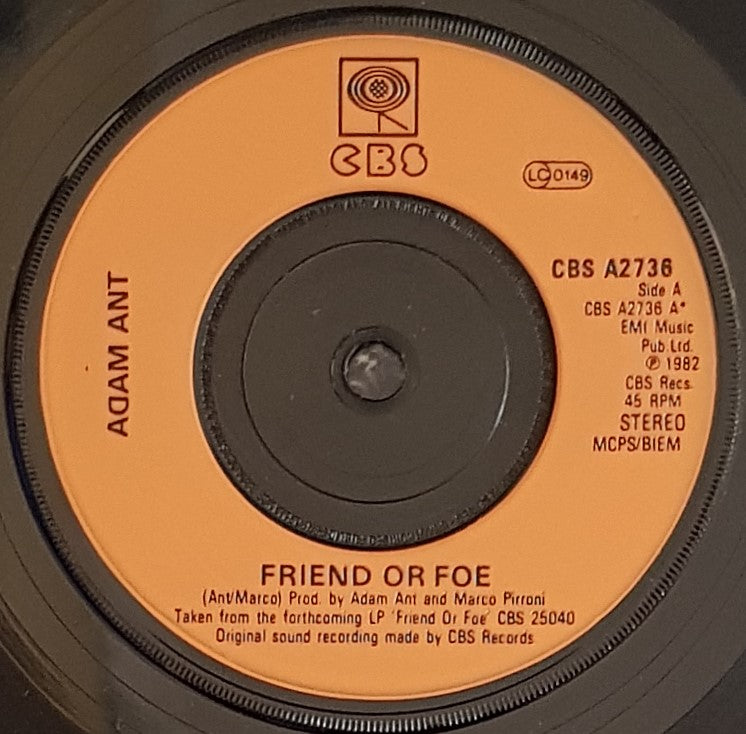 CBS
LC 0149
ADAM ANT
CBS A2736
Side A
CBS A2736 A*
EMI Music
Pub. Ltd.
℗ 1982
CBS Recs.
45 RPM
STEREO
MCPS/BIEM
FRIEND OR FOE
(Ant/Marco) Prod. by Adam Ant and Marco Pirroni
Taken from the forthcoming LP 'Friend Or Foe' CBS 25040
Original sound recording made by CBS Records